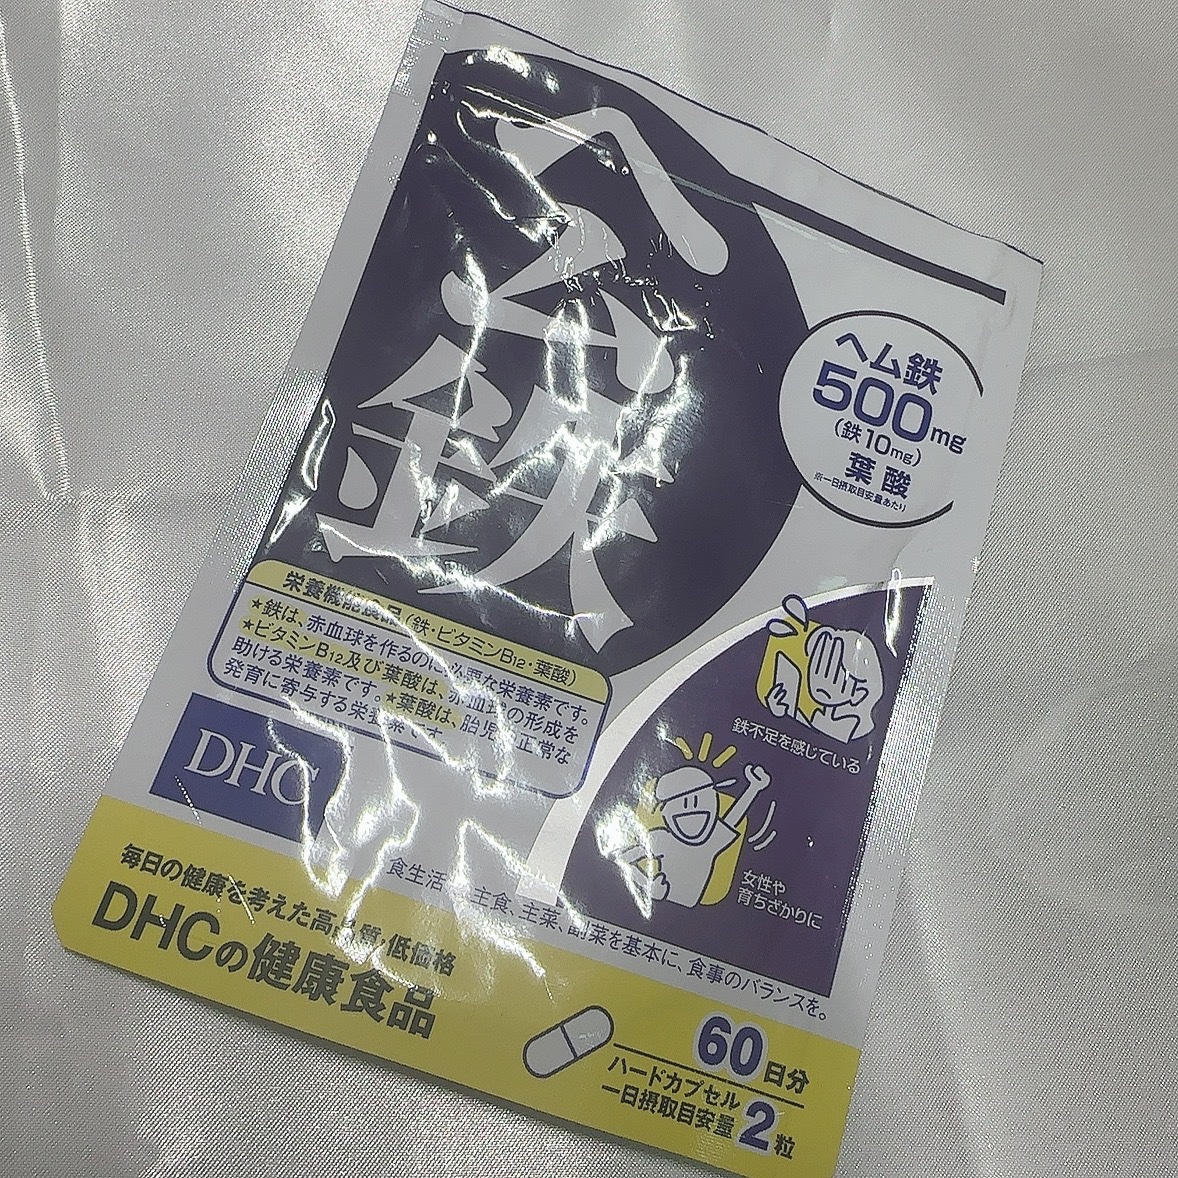 ヘム
鉄
ヘム鉄
500mg
(鉄10mg)
葉酸
※一日摂取目安量あたり
栄養機能食品(鉄・ビタミンB12・葉酸)
★鉄は、赤血球を作るのに必要な栄養素です。
★ビタミンB12及び葉酸は、赤血球の形成を
助ける栄養素です。★葉酸は、胎児の正常な
発育に寄与する栄養素です
鉄不足を感じている
女性や
育ちざかりに
DHC
食生活は、主食、主菜、副菜を基本に、食事のバランスを。
毎日の健康を考えた高品質・低価格
DHCの健康食品
60日分
ハードカプセル
一日摂取目安量2粒